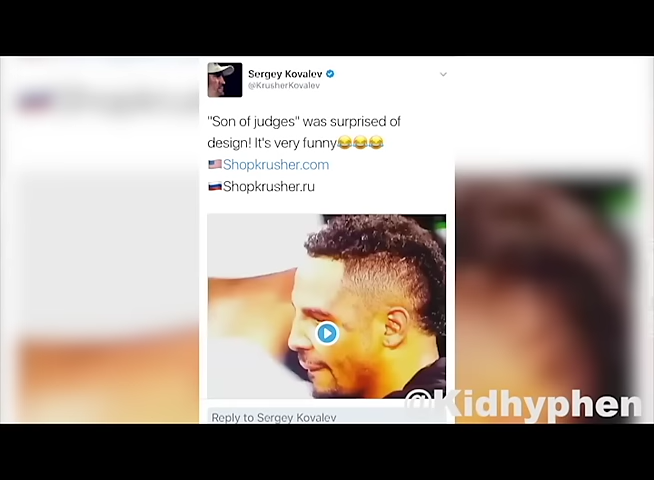 Sergey Kovalev
@KrusherKovalev
"Son of judges" was surprised of
design! It's very funny😂😂😂
🇺🇸Shopkrusher.com
🇷🇺Shopkrusher.ru
Reply to Sergey Kovalev
@Kidhyphen
Shopkrus